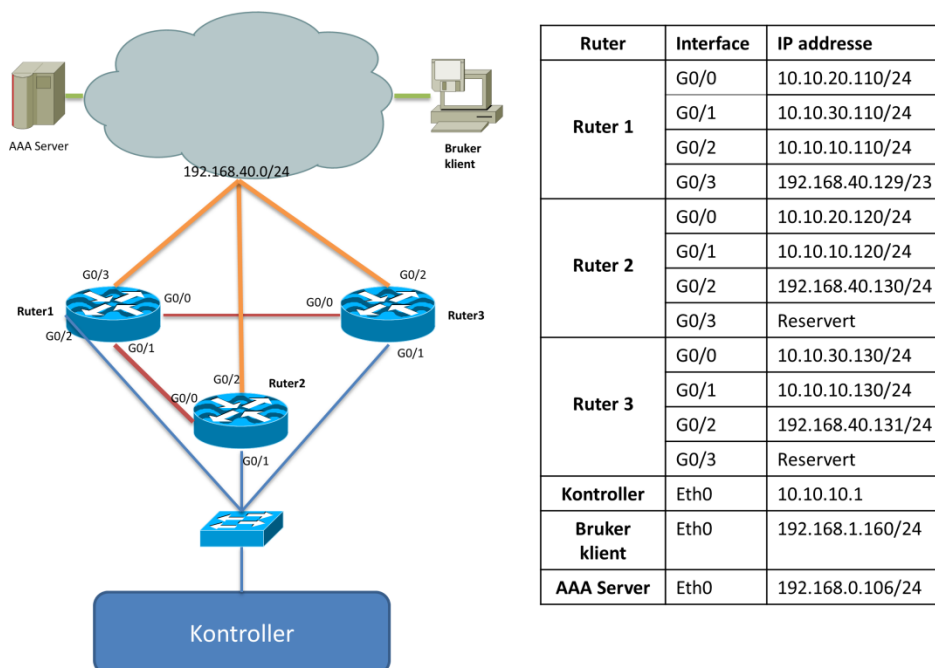 AAA Server
Bruker
klient
192.168.40.0/24
G0/3
G0/2
G0/0
G0/0
Ruter1
Ruter3
G0/2
G0/1
G0/1
G0/2
Ruter2
G0/0
G0/1
Kontroller
Ruter Interface IP addresse
Ruter 1
G0/0 10.10.20.110/24
G0/1 10.10.30.110/24
G0/2 10.10.10.110/24
G0/3 192.168.40.129/23
Ruter 2
G0/0 10.10.20.120/24
G0/1 10.10.10.120/24
G0/2 192.168.40.130/24
G0/3 Reservert
Ruter 3
G0/0 10.10.30.130/24
G0/1 10.10.10.130/24
G0/2 192.168.40.131/24
G0/3 Reservert
Kontroller Eth0 10.10.10.1
Bruker Eth0 192.168.1.160/24
klient
AAA Server Eth0 192.168.0.106/24